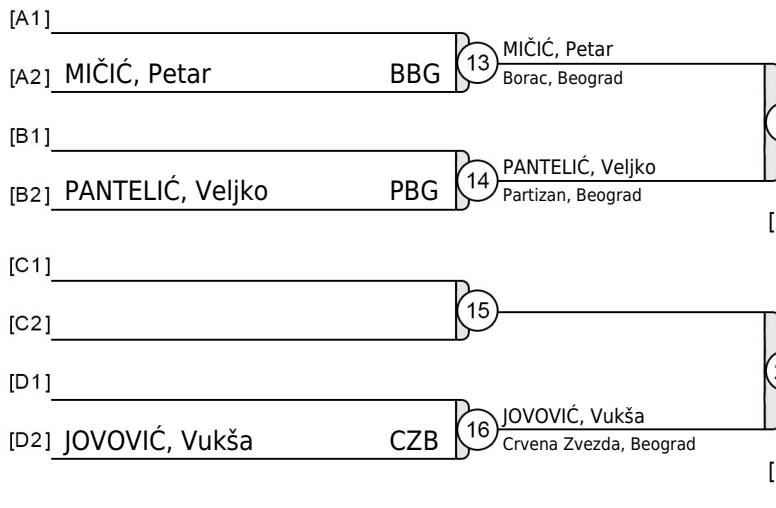 [A1]
[A2] MIČIĆ, Petar BBG
13
MIČIĆ, Petar
Borac, Beograd
[B1]
[B2] PANTELIĆ, Veljko PBG
14
PANTELIĆ, Veljko
Partizan, Beograd
[
[C1]
[C2]
15
[D1]
[D2] JOVOVIĆ, Vukša CZB
16
JOVOVIĆ, Vukša
Crvena Zvezda, Beograd
[